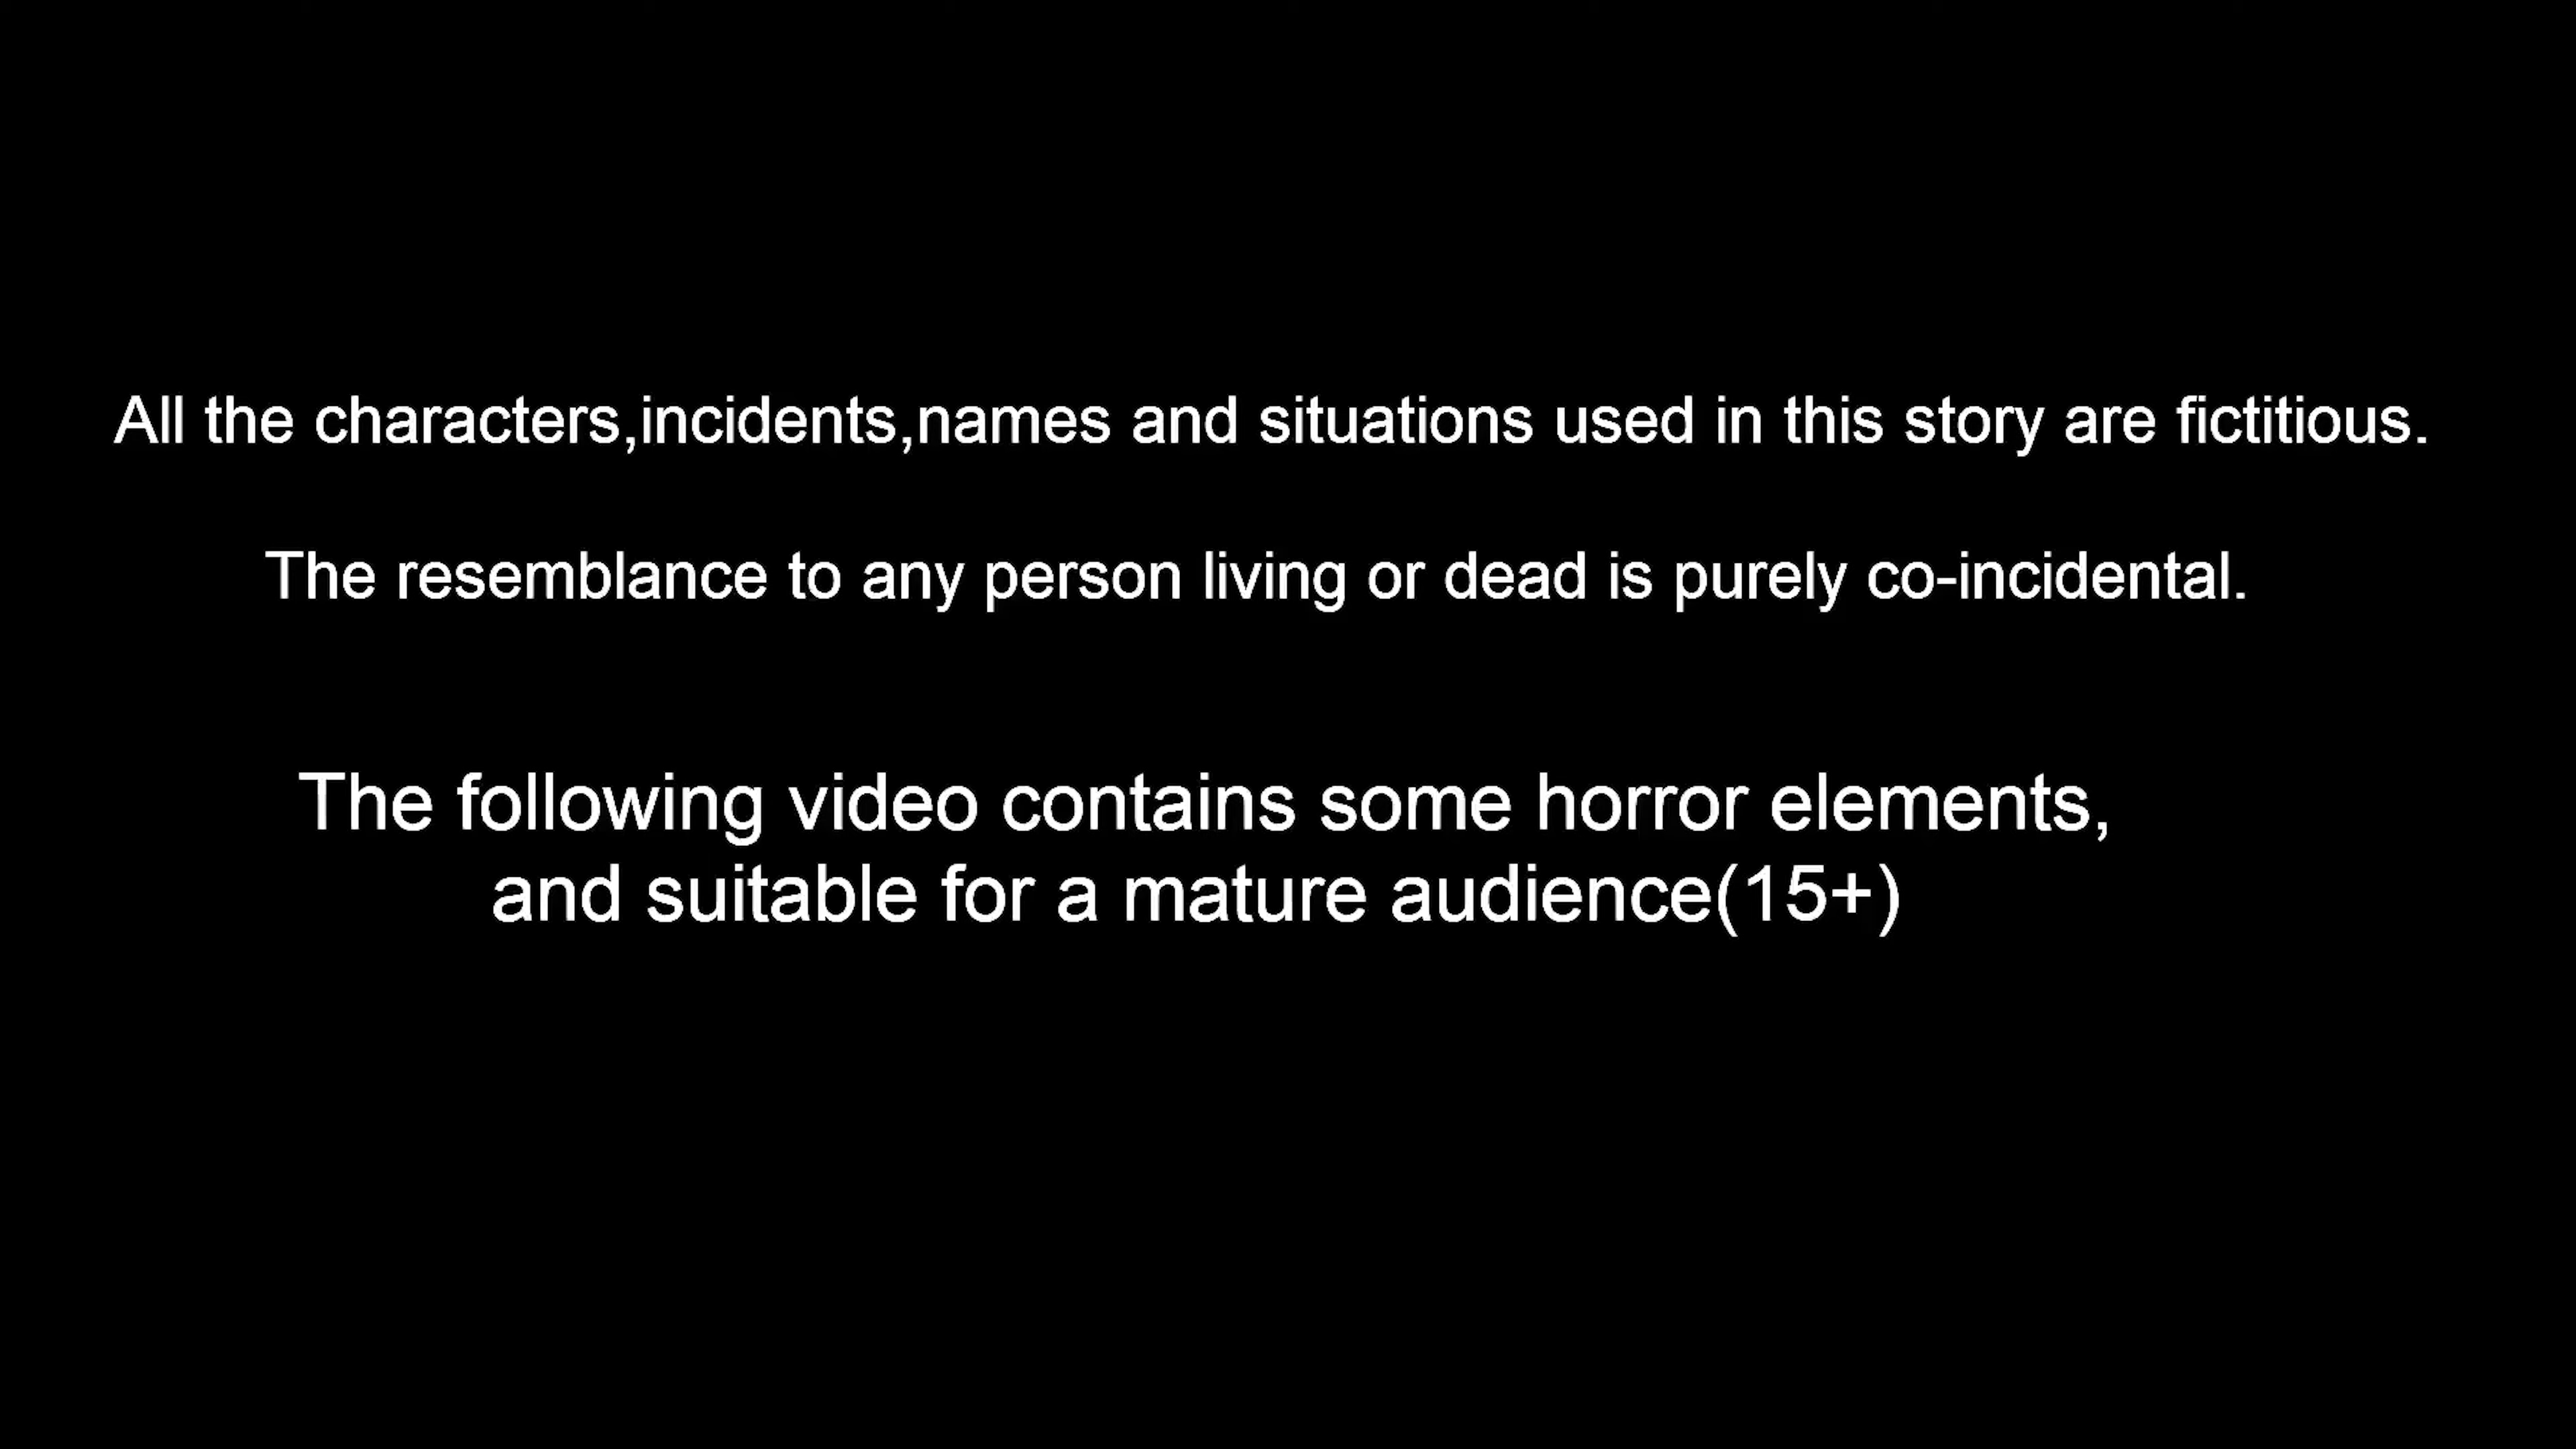 All the characters,incidents,names and situations used in this story are fictitious.
The resemblance to any person living or dead is purely co-incidental.
The following video contains some horror elements,
and suitable for a mature audience(15+)